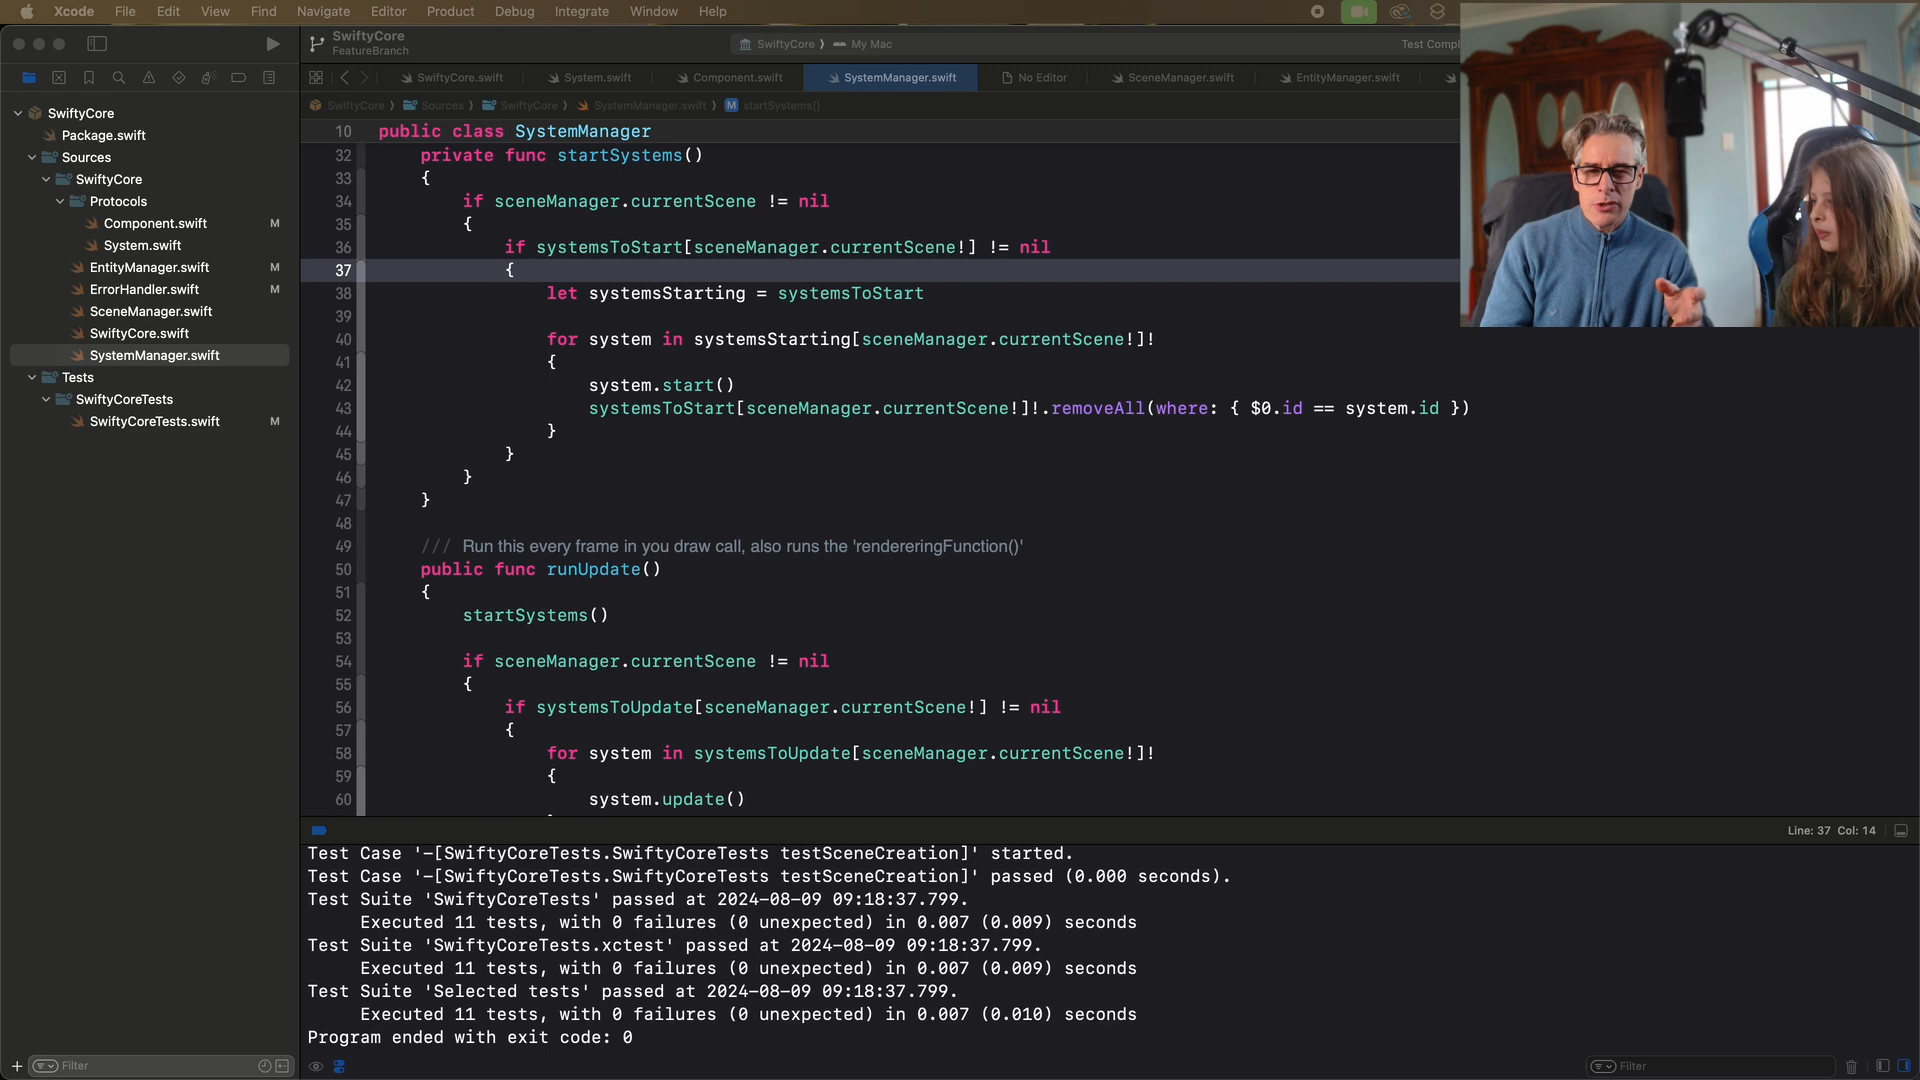 Xcode File Edit View Find Navigate Editor Product Debug Integrate Window Help
SwiftyCore
FeatureBranch
SwiftyCore My Mac
Test Compl
SwiftyCore.swift System.swift Component.swift SystemManager.swift No Editor SceneManager.swift EntityManager.swift
SwiftyCore Sources SwiftyCore SystemManager.swift M startSystems()
SwiftyCore
Package.swift
Sources
SwiftyCore
Protocols
Component.swift M
System.swift
EntityManager.swift M
ErrorHandler.swift M
SceneManager.swift
SwiftyCore.swift
SystemManager.swift
Tests
SwiftyCoreTests
SwiftyCoreTests.swift M
Filter
10 public class SystemManager
32 private func startSystems()
33 {
34 if sceneManager.currentScene != nil
35 {
36 if systemsToStart[sceneManager.currentScene!] != nil
37 {
38 let systemsStarting = systemsToStart
39
40 for system in systemsStarting[sceneManager.currentScene!]!
41 {
42 system.start()
43 systemsToStart[sceneManager.currentScene!]!.removeAll(where: { $0.id == system.id })
44 }
45 }
46 }
47 }
48
49 /// Run this every frame in you draw call, also runs the 'rendereringFunction()'
50 public func runUpdate()
51 {
52 startSystems()
53
54 if sceneManager.currentScene != nil
55 {
56 if systemsToUpdate[sceneManager.currentScene!] != nil
57 {
58 for system in systemsToUpdate[sceneManager.currentScene!]!
59 {
60 system.update()
Line: 37 Col: 14
Test Case '-[SwiftyCoreTests.SwiftyCoreTests testSceneCreation]' started.
Test Case '-[SwiftyCoreTests.SwiftyCoreTests testSceneCreation]' passed (0.000 seconds).
Test Suite 'SwiftyCoreTests' passed at 2024-08-09 09:18:37.799.
Executed 11 tests, with 0 failures (0 unexpected) in 0.007 (0.009) seconds
Test Suite 'SwiftyCoreTests.xctest' passed at 2024-08-09 09:18:37.799.
Executed 11 tests, with 0 failures (0 unexpected) in 0.007 (0.009) seconds
Test Suite 'Selected tests' passed at 2024-08-09 09:18:37.799.
Executed 11 tests, with 0 failures (0 unexpected) in 0.007 (0.010) seconds
Program ended with exit code: 0
Filter